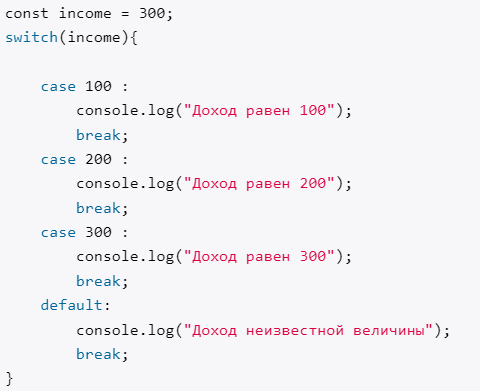 const income = 300;
switch(income){
    case 100 :
        console.log("Доход равен 100");
        break;
    case 200 :
        console.log("Доход равен 200");
        break;
    case 300 :
        console.log("Доход равен 300");
        break;
    default:
        console.log("Доход неизвестной величины");
        break;
}